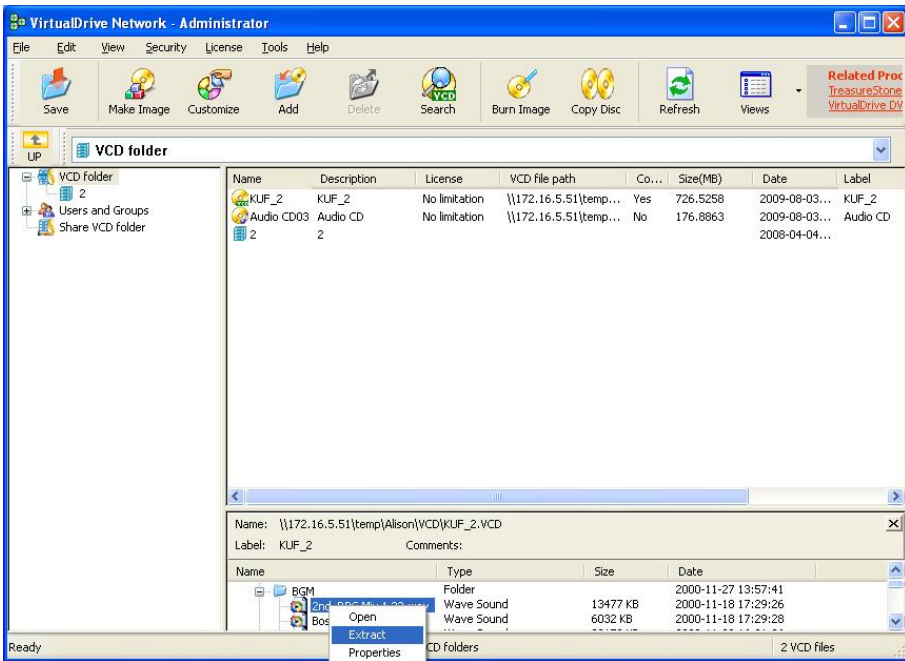 VirtualDrive Network - Administrator
File Edit View Security License Tools Help
Save Make Image Customize Add Delete Search Burn Image Copy Disc Refresh Views
Related Proc
TreasureStone
VirtualDrive DV
UP VCD folder
VCD folder
2
Users and Groups
Share VCD folder
Name Description License VCD file path Co... Size(MB) Date Label
KUF_2 KUF_2 No limitation \\172.16.5.51\temp... Yes 726.5258 2009-08-03... KUF_2
Audio CD03 Audio CD No limitation \\172.16.5.51\temp... No 176.8863 2009-08-03... Audio CD
2 2 2008-04-04...
Name: \\172.16.5.51\temp\Alison\VCD\KUF_2.VCD
Label: KUF_2 Comments:
Name Type Size Date
BGM Folder 2000-11-27 13:57:41
Wave Sound 13477 KB 2000-11-18 17:29:26
Wave Sound 6032 KB 2000-11-18 17:29:28
Open
Extract
Properties
Ready CD folders 2 VCD files